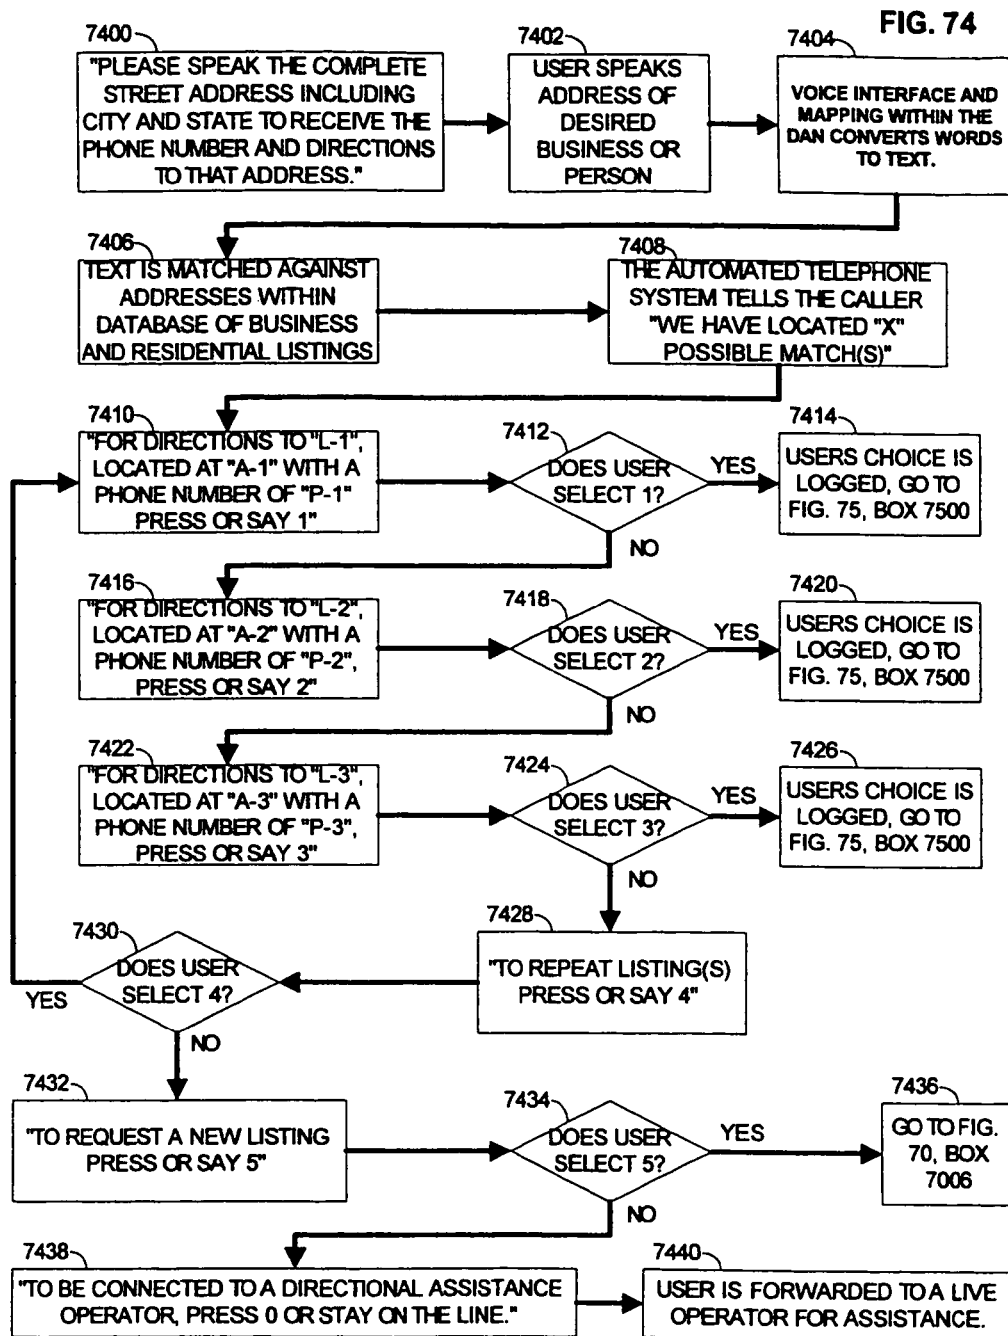 FIG. 74
7400
"PLEASE SPEAK THE COMPLETE
STREET ADDRESS INCLUDING
CITY AND STATE TO RECEIVE THE
PHONE NUMBER AND DIRECTIONS
TO THAT ADDRESS."
7402
USER SPEAKS
ADDRESS OF
DESIRED
BUSINESS OR
PERSON
7404
VOICE INTERFACE AND
MAPPING WITHIN THE
DAN CONVERTS WORDS
TO TEXT.
7406
TEXT IS MATCHED AGAINST
ADDRESSES WITHIN
DATABASE OF BUSINESS
AND RESIDENTIAL LISTINGS
7408
THE AUTOMATED TELEPHONE
SYSTEM TELLS THE CALLER
"WE HAVE LOCATED "X"
POSSIBLE MATCH(S)"
7410
"FOR DIRECTIONS TO "L-1",
LOCATED AT "A-1" WITH A
PHONE NUMBER OF "P-1"
PRESS OR SAY 1"
7412
DOES USER
SELECT 1?
YES
NO
7414
USERS CHOICE IS
LOGGED, GO TO
FIG. 75, BOX 7500
7416
"FOR DIRECTIONS TO "L-2",
LOCATED AT "A-2" WITH A
PHONE NUMBER OF "P-2",
PRESS OR SAY 2"
7418
DOES USER
SELECT 2?
YES
NO
7420
USERS CHOICE IS
LOGGED, GO TO
FIG. 75, BOX 7500
7422
"FOR DIRECTIONS TO "L-3",
LOCATED AT "A-3" WITH A
PHONE NUMBER OF "P-3",
PRESS OR SAY 3"
7424
DOES USER
SELECT 3?
YES
NO
7426
USERS CHOICE IS
LOGGED, GO TO
FIG. 75, BOX 7500
7428
"TO REPEAT LISTING(S)
PRESS OR SAY 4"
7430
DOES USER
SELECT 4?
YES
NO
7432
"TO REQUEST A NEW LISTING
PRESS OR SAY 5"
7434
DOES USER
SELECT 5?
YES
NO
7436
GO TO FIG.
70, BOX
7006
7438
"TO BE CONNECTED TO A DIRECTIONAL ASSISTANCE
OPERATOR, PRESS 0 OR STAY ON THE LINE."
7440
USER IS FORWARDED TO A LIVE
OPERATOR FOR ASSISTANCE.